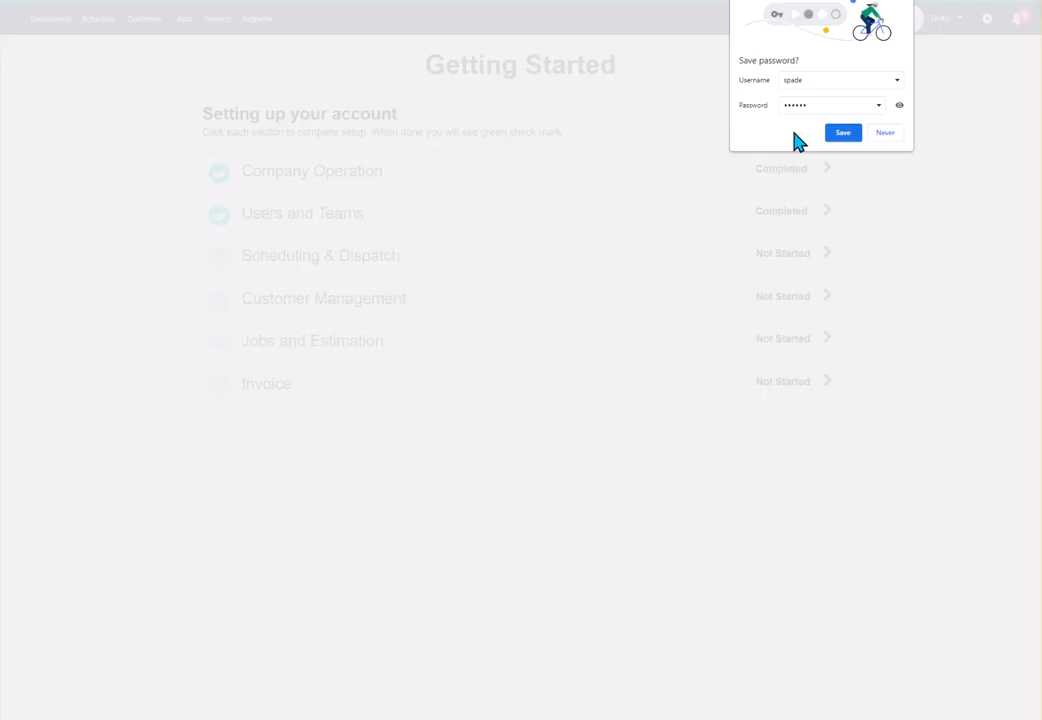 Dashboard Schedule Customer Jobs Invoice Reports
Getting Started
Save password?
Username spade
Password ••••••
Save Never
Setting up your account
Click each section to complete setup. When done you will see green check mark.
Company Operation Completed
Users and Teams Completed
Scheduling & Dispatch Not Started
Customer Management Not Started
Jobs and Estimation Not Started
Invoice Not Started